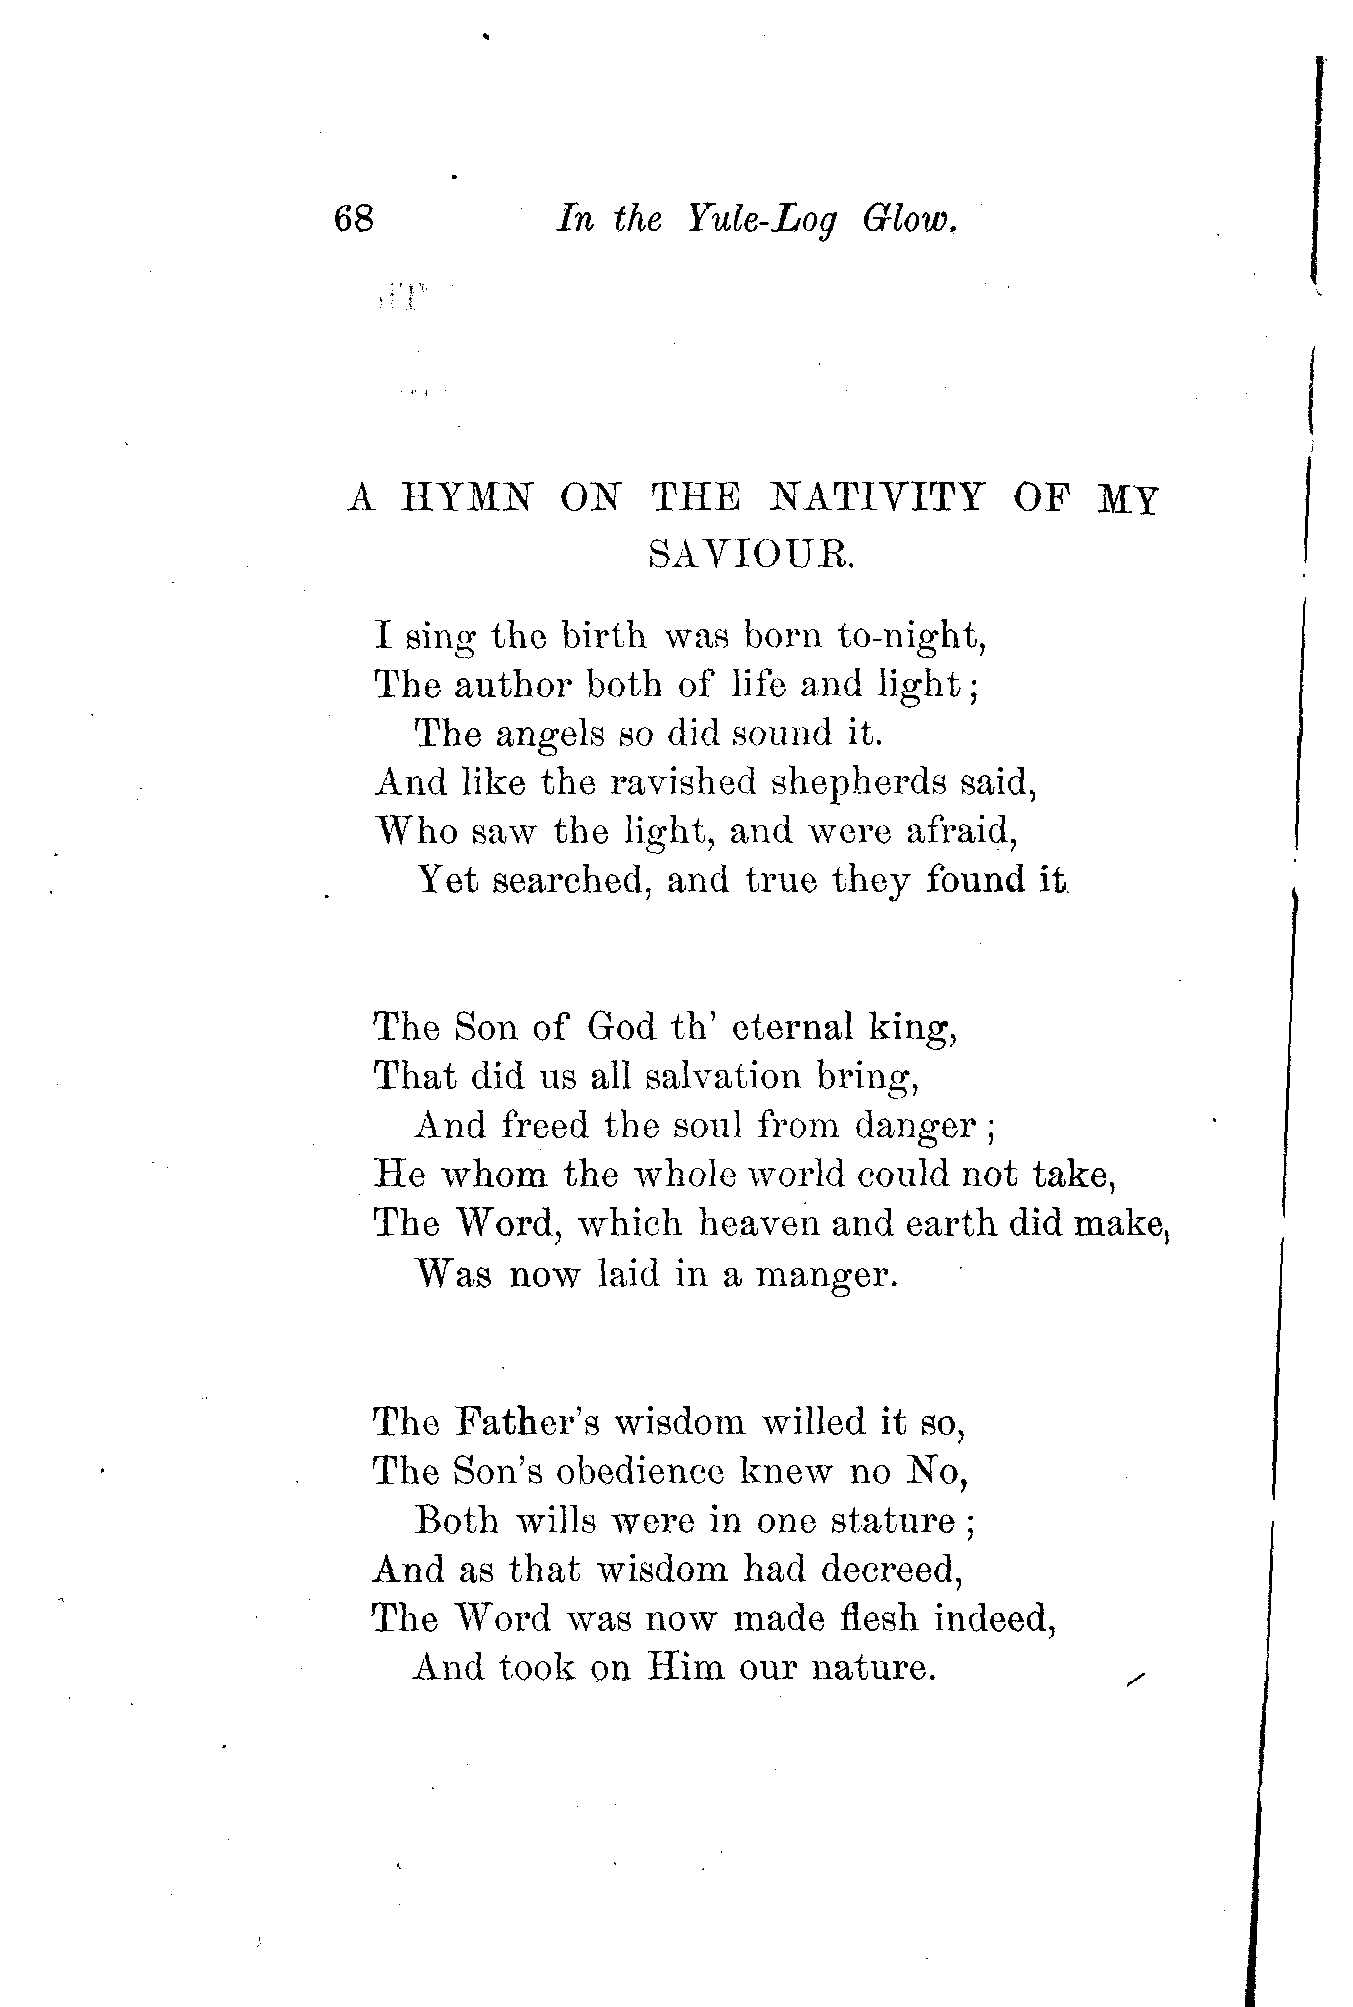 68 In the Yule-Log Glow.
A HYMN ON THE NATIVITY OF MY
SAVIOUR.
I sing the birth was born to-night,
The author both of life and light;
The angels so did sound it.
And like the ravished shepherds said,
Who saw the light, and were afraid,
Yet searched, and true they found it
The Son of God th' eternal king,
That did us all salvation bring,
And freed the soul from danger;
He whom the whole world could not take,
The Word, which heaven and earth did make,
Was now laid in a manger.
The Father's wisdom willed it so,
The Son's obedience knew no No,
Both wills were in one stature;
And as that wisdom had decreed,
The Word was now made flesh indeed,
And took on Him our nature.